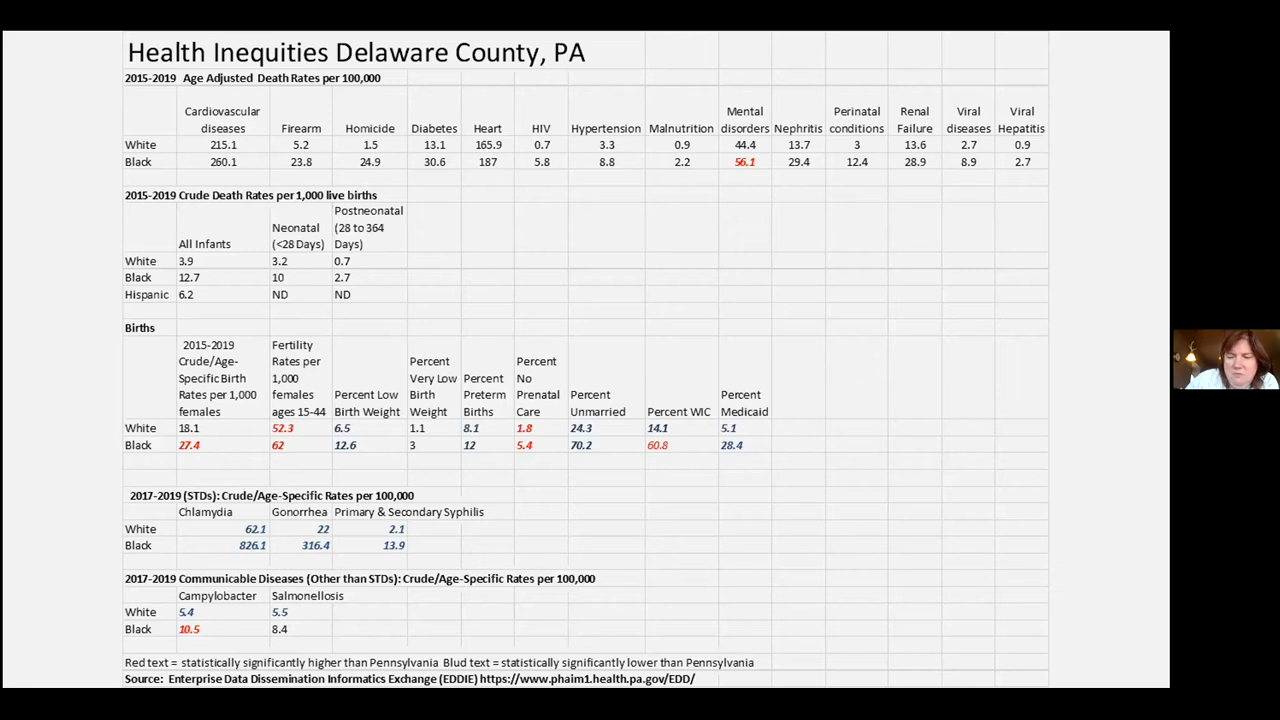 Health Inequities Delaware County, PA
2015-2019 Age Adjusted Death Rates per 100,000
Cardiovascular diseases Firearm Homicide Diabetes Heart HIV Hypertension Malnutrition Mental disorders Nephritis Perinatal conditions Renal Failure Viral diseases Viral Hepatitis
White 215.1 5.2 1.5 13.1 165.9 0.7 3.3 0.9 44.4 13.7 3 13.6 2.7 0.9
Black 260.1 23.8 24.9 30.6 187 5.8 8.8 2.2 56.1 29.4 12.4 28.9 8.9 2.7
2015-2019 Crude Death Rates per 1,000 live births
All Infants Neonatal (<28 Days) Postneonatal (28 to 364 Days)
White 3.9 3.2 0.7
Black 12.7 10 2.7
Hispanic 6.2 ND ND
Births
2015-2019 Crude/Age-Specific Birth Rates per 1,000 females Fertility Rates per 1,000 females ages 15-44 Percent Low Birth Weight Percent Very Low Birth Weight Percent Preterm Births Percent No Prenatal Care Percent Unmarried Percent WIC Percent Medicaid
White 18.1 52.3 6.5 1.1 8.1 1.8 24.3 14.1 5.1
Black 27.4 62 12.6 3 12 5.4 70.2 60.8 28.4
2017-2019 (STDs): Crude/Age-Specific Rates per 100,000
Chlamydia Gonorrhea Primary & Secondary Syphilis
White 62.1 22 2.1
Black 826.1 316.4 13.9
2017-2019 Communicable Diseases (Other than STDs): Crude/Age-Specific Rates per 100,000
Campylobacter Salmonellosis
White 5.4 5.5
Black 10.5 8.4
Red text = statistically significantly higher than Pennsylvania Blud text = statistically significantly lower than Pennsylvania
Source: Enterprise Data Dissemination Informatics Exchange (EDDIE) https://www.phaim1.health.pa.gov/EDD/